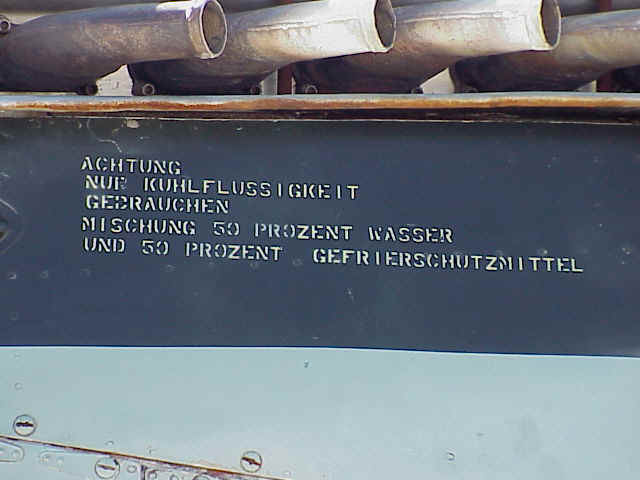 ACHTUNG
NUR KUHLFLUSSIGKEIT
GEBRAUCHEN
MISCHUNG 50 PROZENT WASSER
UND 50 PROZENT GEFRIERSCHUTZMITTEL